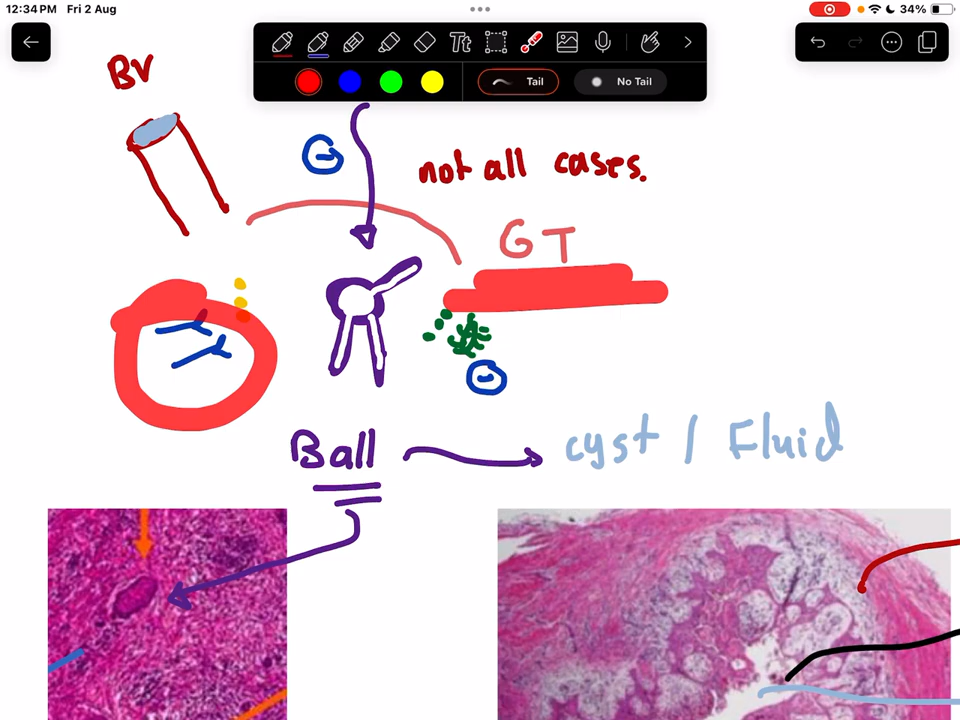 12:34 PM Fri 2 Aug
34%
Tt
Tail
No Tail
BV
not all cases.
GT
Ball
cyst / Fluid